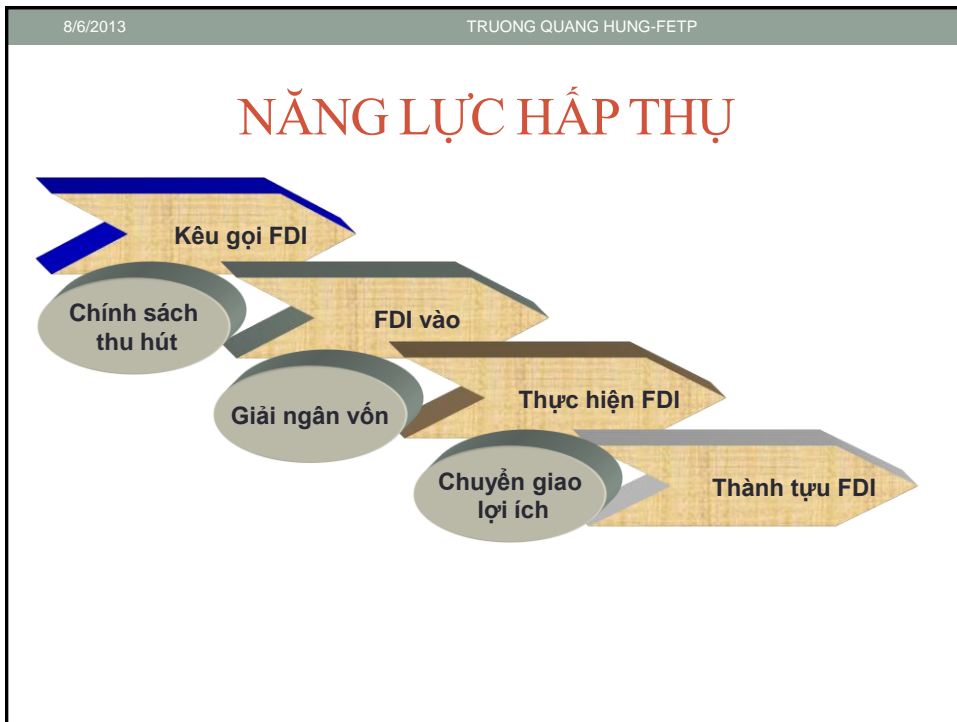 8/6/2013
TRUONG QUANG HUNG-FETP
NĂNG LỰC HẤP THỤ
Kêu gọi FDI
Chính sách
thu hút
FDI vào
Giải ngân vốn
Thực hiện FDI
Chuyển giao
lợi ích
Thành tựu FDI